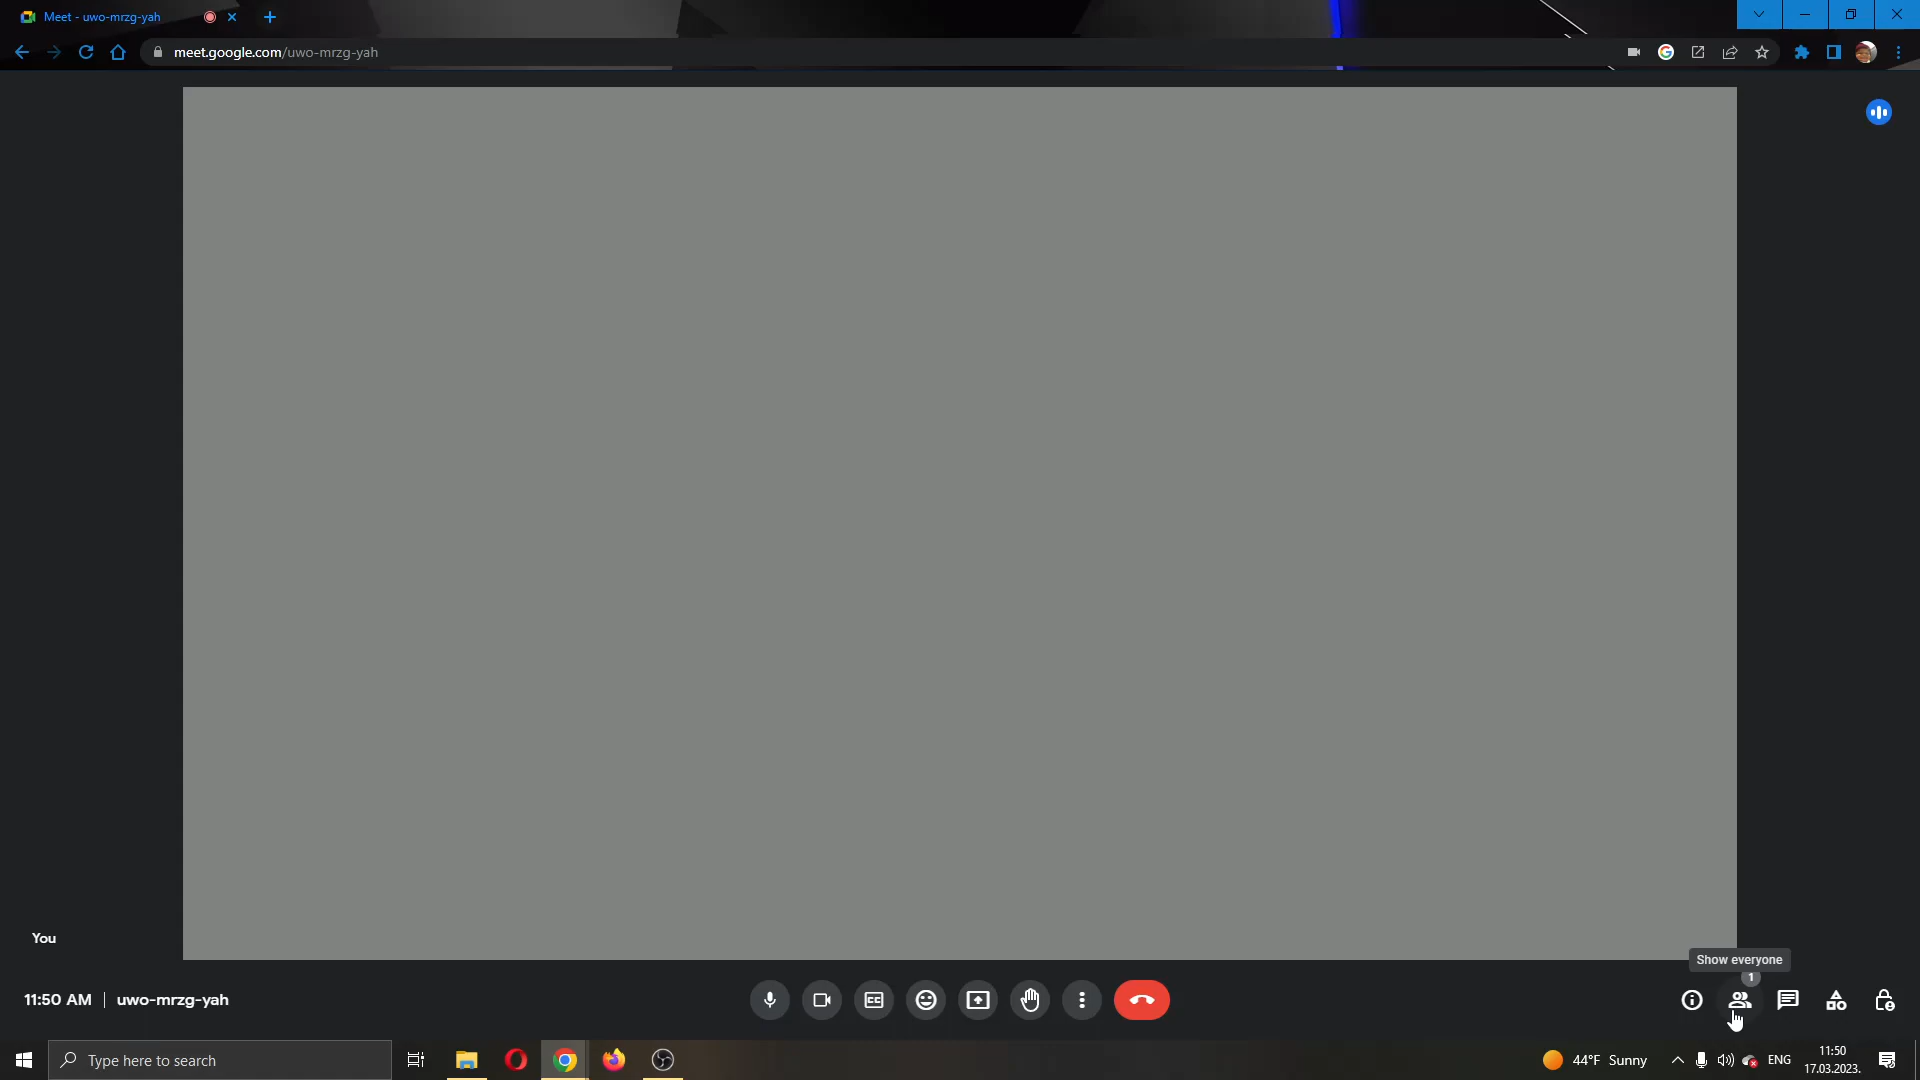 Meet - uwo-mrzg-yah
meet.google.com/uwo-mrzg-yah
You
Show everyone
1
11:50 AM | uwo-mrzg-yah
CC
Type here to search
44°F Sunny
ENG
11:50
17.03.2023.